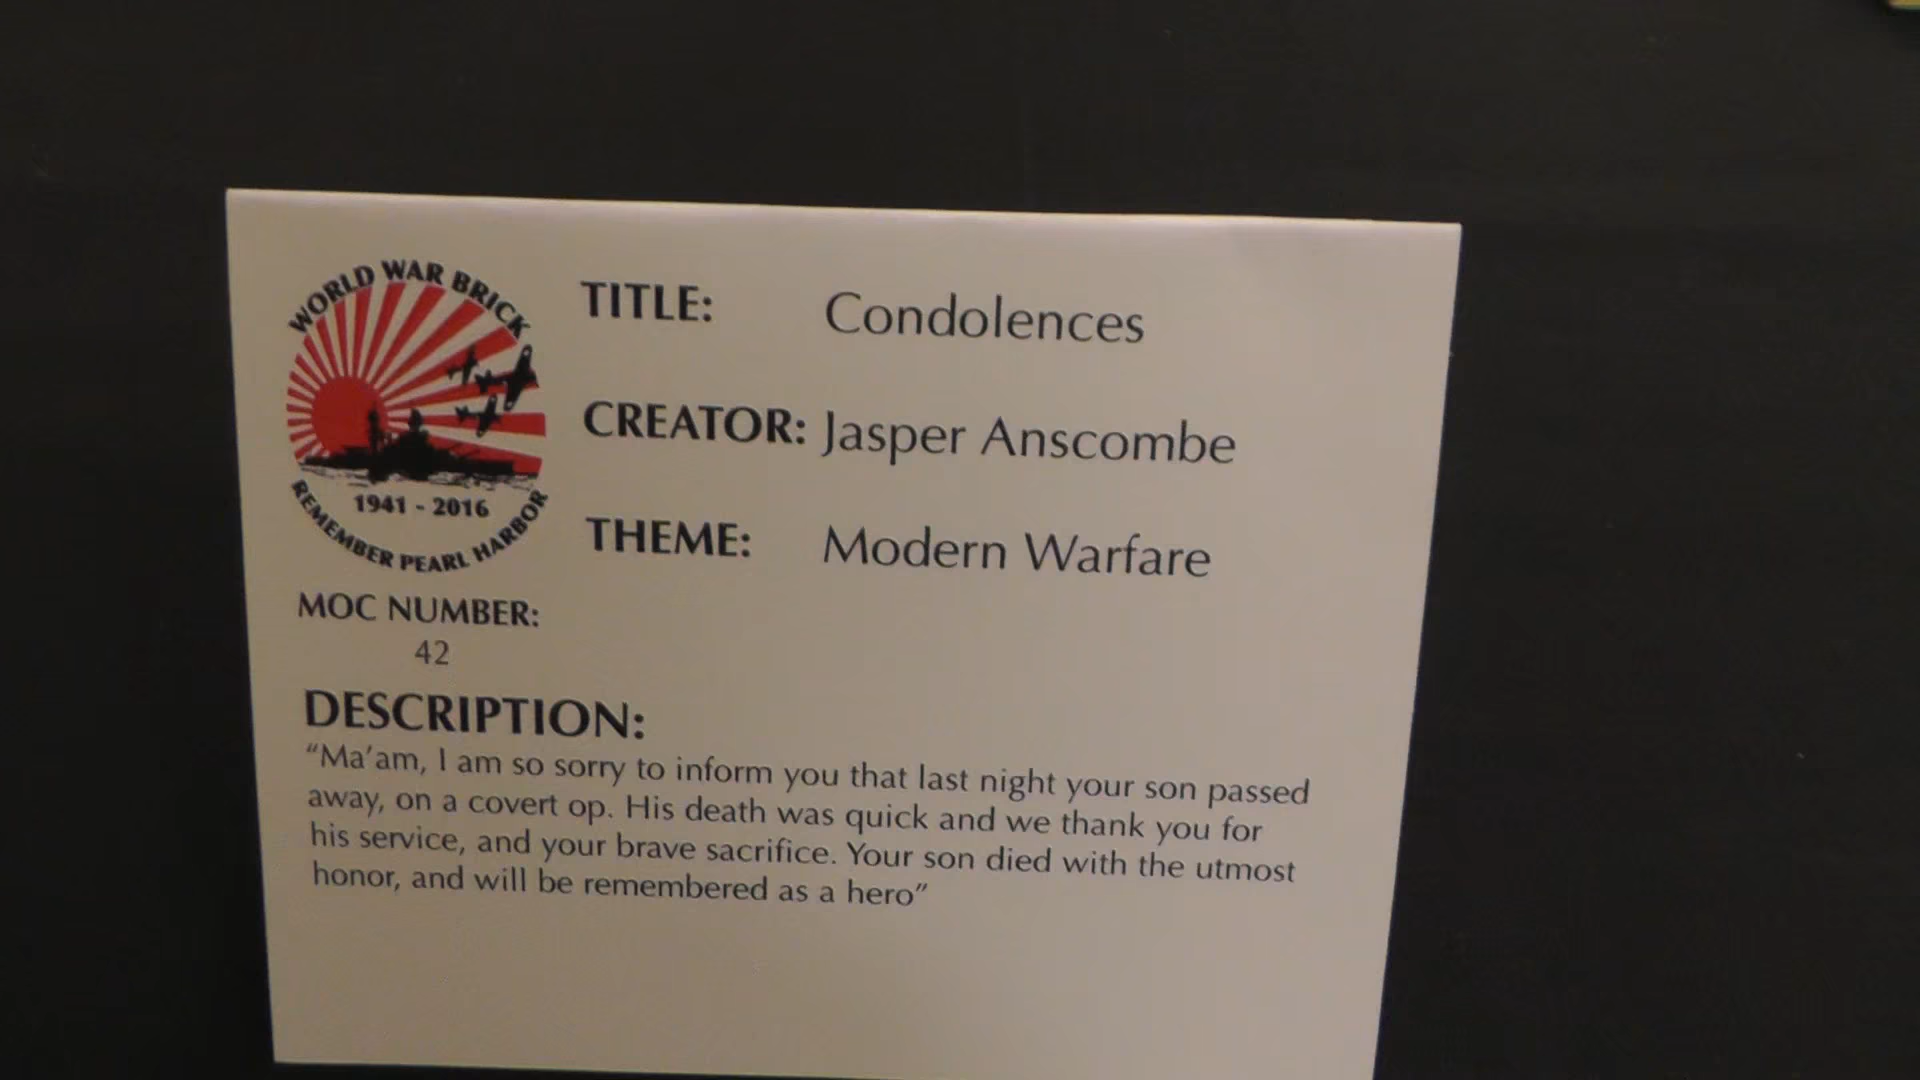 WORLD WAR BRICK
1941 - 2016
REMEMBER PEARL HARBOR
TITLE: Condolences
CREATOR: Jasper Anscombe
THEME: Modern Warfare
MOC NUMBER:
42
DESCRIPTION:
“Ma’am, I am so sorry to inform you that last night your son passed
away, on a covert op. His death was quick and we thank you for
his service, and your brave sacrifice. Your son died with the utmost
honor, and will be remembered as a hero”